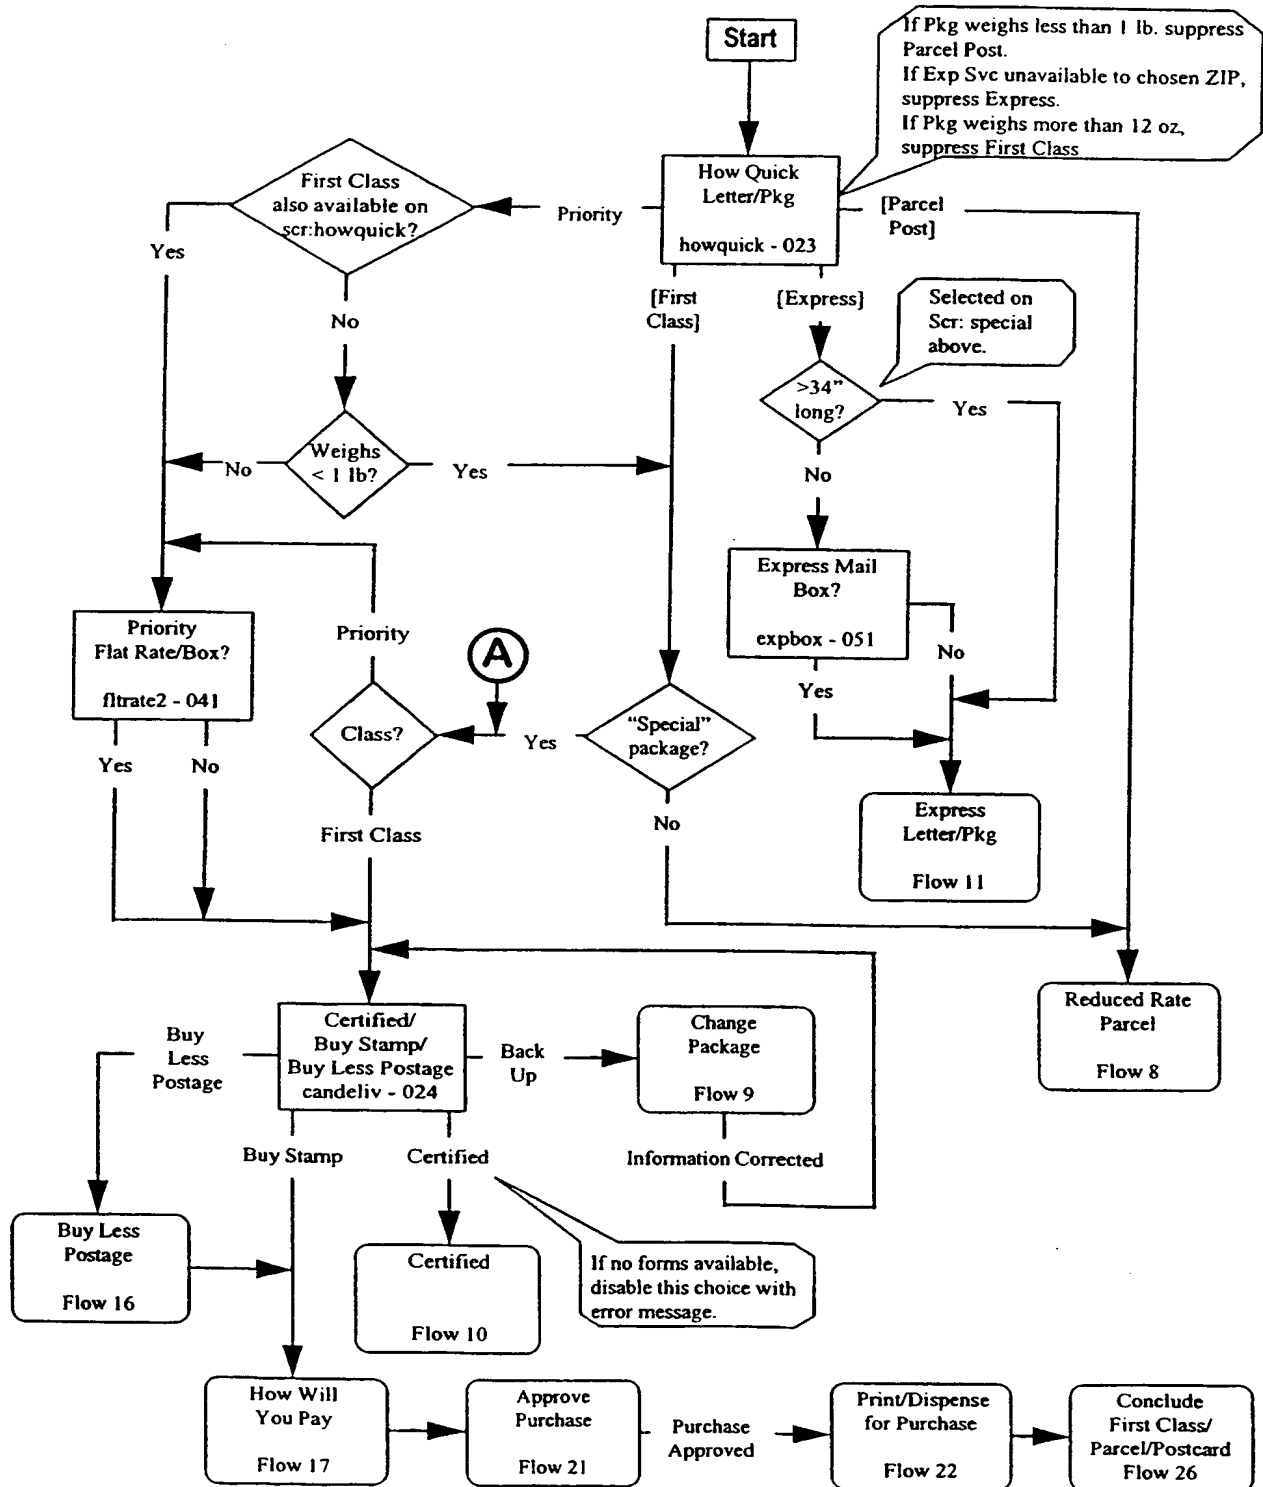 Start
If Pkg weighs less than 1 lb. suppress
Parcel Post.
If Exp Svc unavailable to chosen ZIP,
suppress Express.
If Pkg weighs more than 12 oz,
suppress First Class
How Quick
Letter/Pkg
howquick - 023
First Class
also available on
scr:howquick?
Priority
[Parcel
Post]
Yes
No
[First
Class]
[Express]
Selected on
Scr: special
above.
>34”
long?
Yes
Weighs
< 1 lb?
No
Yes
No
Express Mail
Box?
expbox - 051
Priority
Flat Rate/Box?
fltrate2 - 041
Priority
A
No
Yes
Class?
Yes
“Special”
package?
Yes
No
First Class
No
Express
Letter/Pkg
Flow 11
Reduced Rate
Parcel
Flow 8
Buy
Less
Postage
Certified/
Buy Stamp/
Buy Less Postage
candeliv - 024
Back
Up
Change
Package
Flow 9
Buy Stamp
Certified
Information Corrected
Buy Less
Postage
Flow 16
Certified
Flow 10
If no forms available,
disable this choice with
error message.
How Will
You Pay
Flow 17
Approve
Purchase
Flow 21
Purchase
Approved
Print/Dispense
for Purchase
Flow 22
Conclude
First Class/
Parcel/Postcard
Flow 26